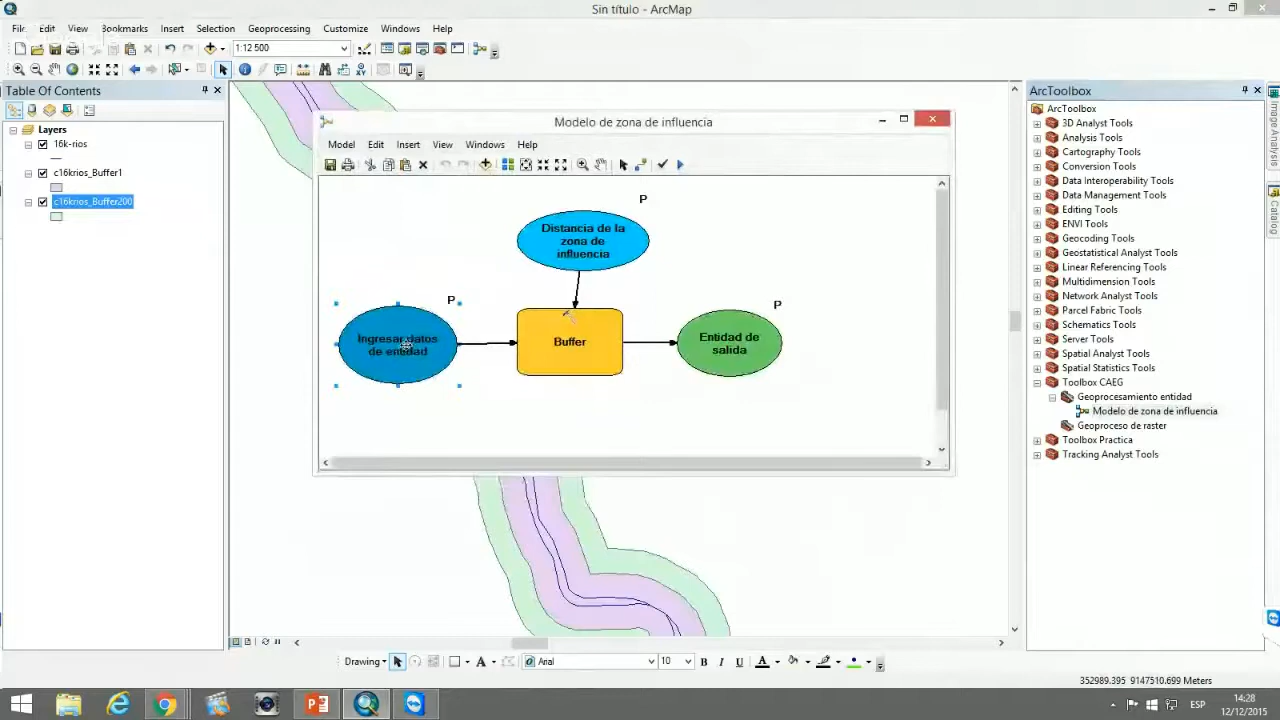 Sin título - ArcMap
File Edit View Bookmarks Insert Selection Geoprocessing Customize Windows Help
1:12 500
Table Of Contents
Layers
16k-rios
c16krios_Buffer1
c16krios_Buffer200
Modelo de zona de influencia
Model Edit Insert View Windows Help
P
Distancia de la
zona de
influencia
P
Ingresar datos
de entidad
Buffer
P
Entidad de
salida
ArcToolbox
ArcToolbox
3D Analyst Tools
Analysis Tools
Cartography Tools
Conversion Tools
Data Interoperability Tools
Data Management Tools
Editing Tools
ENVI Tools
Geocoding Tools
Geostatistical Analyst Tools
Linear Referencing Tools
Multidimension Tools
Network Analyst Tools
Parcel Fabric Tools
Schematics Tools
Server Tools
Spatial Analyst Tools
Spatial Statistics Tools
Toolbox CAEG
Geoprocesamiento entidad
Modelo de zona de influencia
Geoproceso de raster
Toolbox Practica
Tracking Analyst Tools
Image Analysis
Catalog
Drawing
A
Arial
10
B I U A
352989.395 9147510.699 Meters
ESP
14:28
12/12/2015